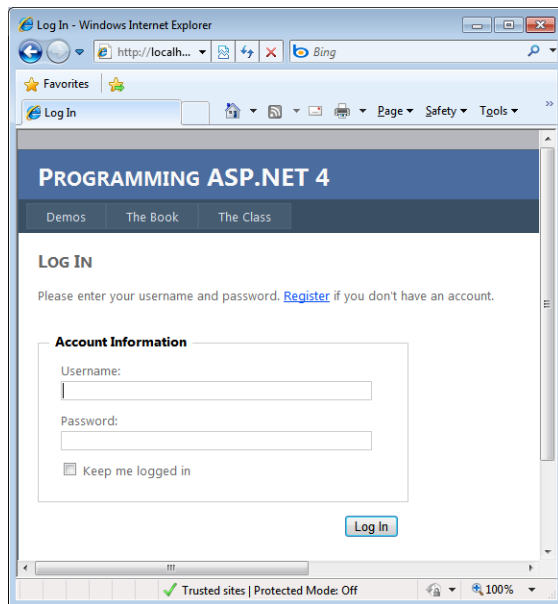 Log In - Windows Internet Explorer
http://localh...
Bing
Favorites
Log In
Page Safety Tools »
PROGRAMMING ASP.NET 4
Demos The Book The Class
LOG IN
Please enter your username and password. Register if you don't have an account.
Account Information
Username:
Password:
Keep me logged in
Log In
Trusted sites | Protected Mode: Off 100%